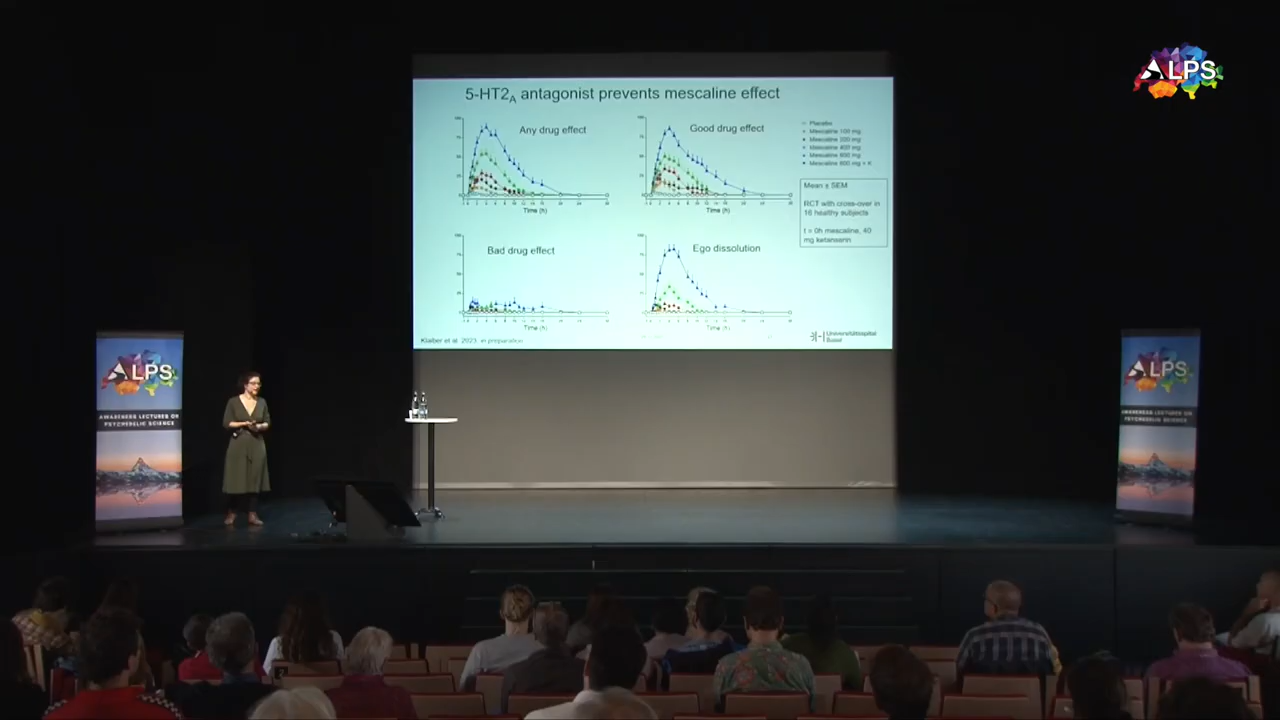 ALPS
5-HT2A antagonist prevents mescaline effect
Any drug effect
Good drug effect
Placebo
Mescaline 100 mg
Mescaline 200 mg
Mescaline 400 mg
Mescaline 800 mg
Mescaline 800 mg + K
Mean ± SEM
RCT with cross-over in
16 healthy subjects
t = 0h mescaline, 40
mg ketanserin
Time (h)
Time (h)
Bad drug effect
Ego dissolution
Time (h)
Time (h)
Klaiber et al. 2023, in preparation
Universitätsspital
Basel
ALPS
AWARENESS LECTURES ON
PSYCHEDELIC SCIENCE
ALPS
AWARENESS LECTURES ON
PSYCHEDELIC SCIENCE